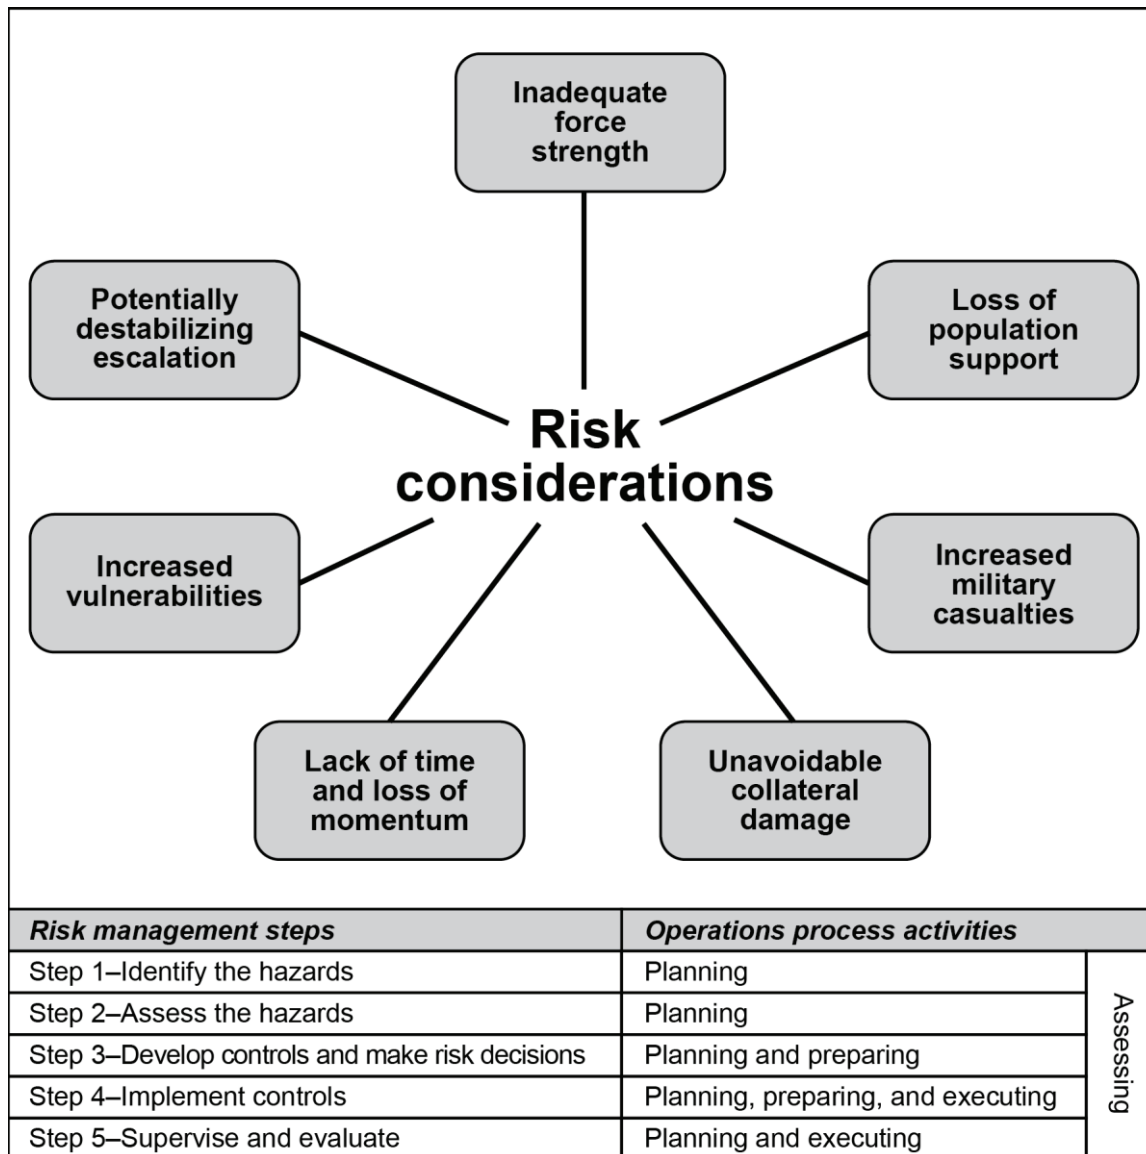 Inadequate
force
strength
Potentially
destabilizing
escalation
Loss of
population
support
Risk
considerations
Increased
vulnerabilities
Increased
military
casualties
Lack of time
and loss of
momentum
Unavoidable
collateral
damage
Risk management steps Operations process activities
Step 1–Identify the hazards Planning
Step 2–Assess the hazards Planning
Step 3–Develop controls and make risk decisions Planning and preparing
Step 4–Implement controls Planning, preparing, and executing
Step 5–Supervise and evaluate Planning and executing
Assessing